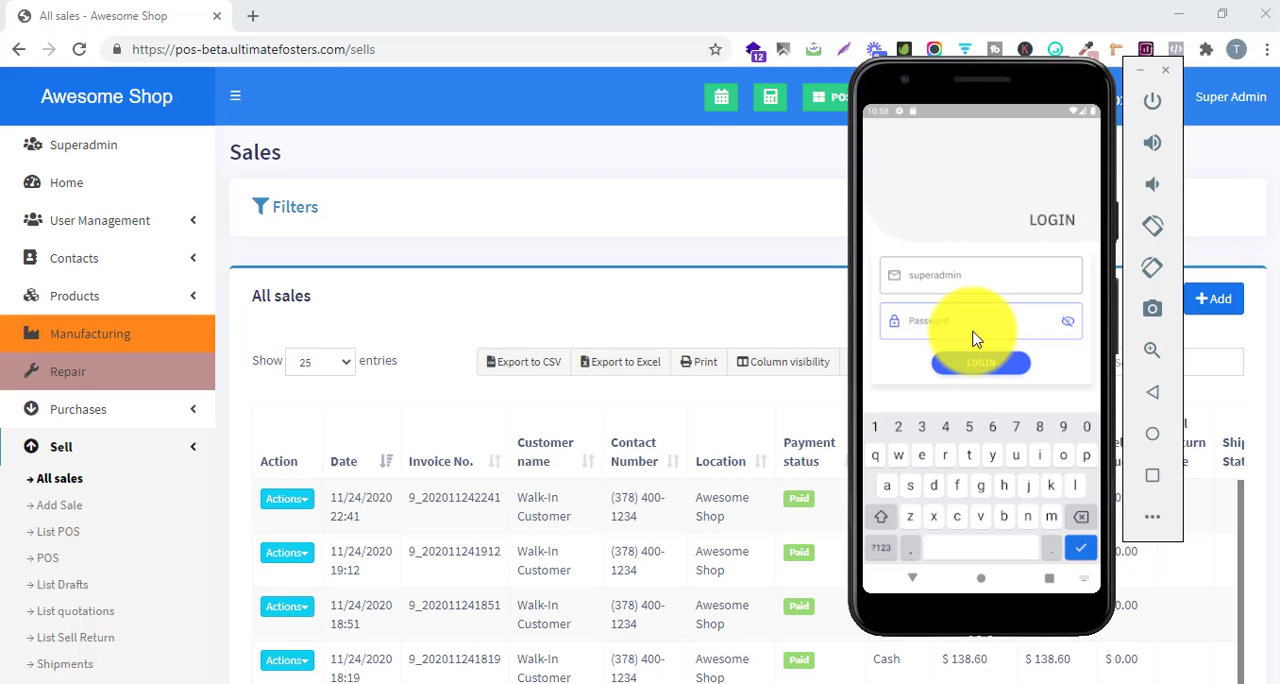 All sales - Awesome Shop
https://pos-beta.ultimatefosters.com/sells
12
T
Awesome Shop
Super Admin
Superadmin
Home
User Management
Contacts
Products
Manufacturing
Repair
Purchases
Sell
All sales
Add Sale
List POS
POS
List Drafts
List quotations
List Sell Return
Shipments
Sales
Filters
All sales
Add
Show 25 entries
Export to CSV
Export to Excel
Print
Column visibility
Action
Date
Invoice No.
Customer name
Contact Number
Location
Payment status
Actions
11/24/2020 22:41
9_202011242241
Walk-In Customer
(378) 400-1234
Awesome Shop
Paid
Actions
11/24/2020 19:12
9_202011241912
Walk-In Customer
(378) 400-1234
Awesome Shop
Paid
Actions
11/24/2020 18:51
9_202011241851
Walk-In Customer
(378) 400-1234
Awesome Shop
Paid
Actions
11/24/2020 18:19
9_202011241819
Walk-In Customer
(378) 400-1234
Awesome Shop
Paid
Cash
$ 138.60
$ 138.60
$ 0.00
10:58
LOGIN
superadmin
Password
LOGIN
1 2 3 4 5 6 7 8 9 0
q w e r t y u i o p
a s d f g h j k l
z x c v b n m
?123 , .